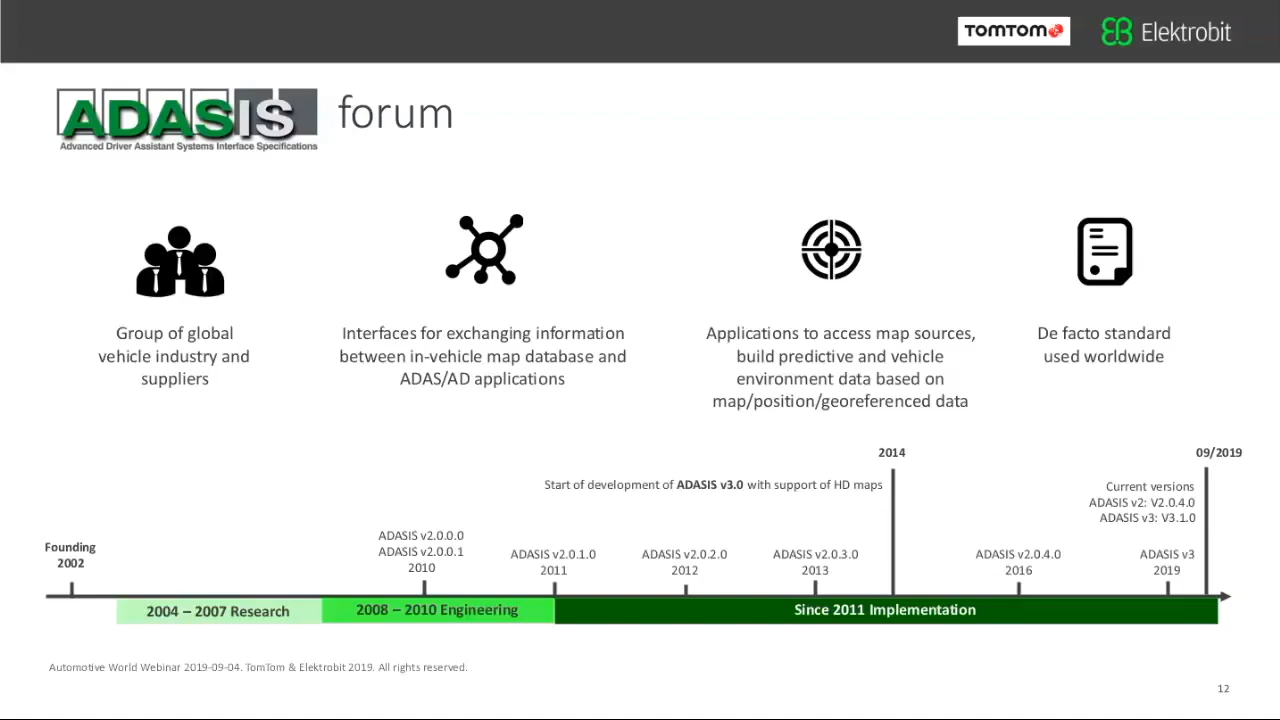 TOMTOM
Elektrobit
ADASIS forum
Advanced Driver Assistant Systems Interface Specifications
Group of global
vehicle industry and
suppliers
Interfaces for exchanging information
between in-vehicle map database and
ADAS/AD applications
Applications to access map sources,
build predictive and vehicle
environment data based on
map/position/georeferenced data
De facto standard
used worldwide
2014
09/2019
Start of development of ADASIS v3.0 with support of HD maps
Current versions
ADASIS v2: V2.0.4.0
ADASIS v3: V3.1.0
Founding
2002
ADASIS v2.0.0.0
ADASIS v2.0.0.1
2010
ADASIS v2.0.1.0
2011
ADASIS v2.0.2.0
2012
ADASIS v2.0.3.0
2013
ADASIS v2.0.4.0
2016
ADASIS v3
2019
2004 – 2007 Research
2008 – 2010 Engineering
Since 2011 Implementation
Automotive World Webinar 2019-09-04. TomTom & Elektrobit 2019. All rights reserved.
12